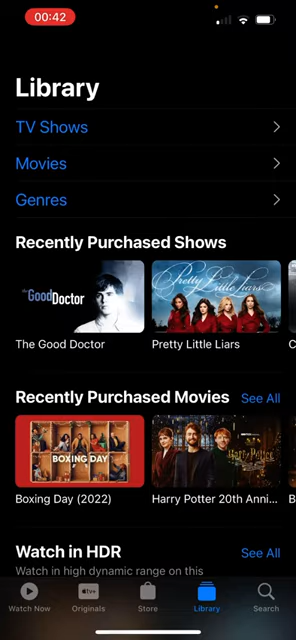 00:42
Library
TV Shows
Movies
Genres
Recently Purchased Shows
the Good Doctor
Pretty Little Liars
The Good Doctor
Pretty Little Liars
C
Recently Purchased Movies See All
BOXING DAY
Harry Potter
Boxing Day (2022)
Harry Potter 20th Anni...
B
Watch in HDR See All
Watch in high dynamic range on this
tv+
Watch Now
Originals
Store
Library
Search